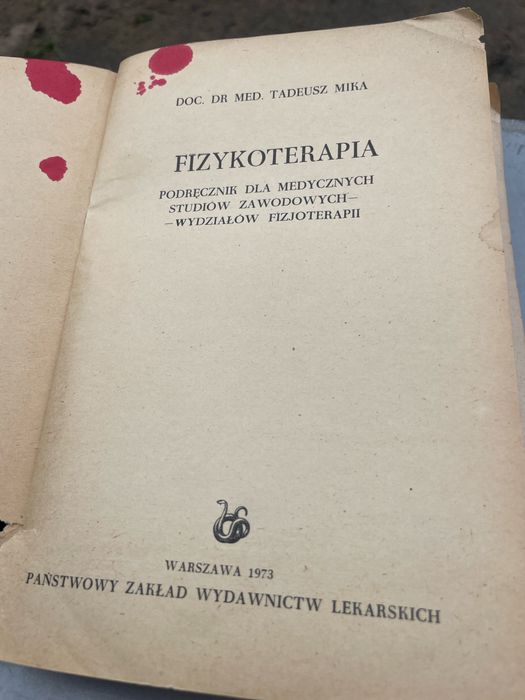 DOC. DR MED. TADEUSZ MIKA
FIZYKOTERAPIA
PODRĘCZNIK DLA MEDYCZNYCH
STUDIÓW ZAWODOWYCH—
—WYDZIAŁÓW FIZJOTERAPII
WARSZAWA 1973
PAŃSTWOWY ZAKŁAD WYDAWNICTW LEKARSKICH